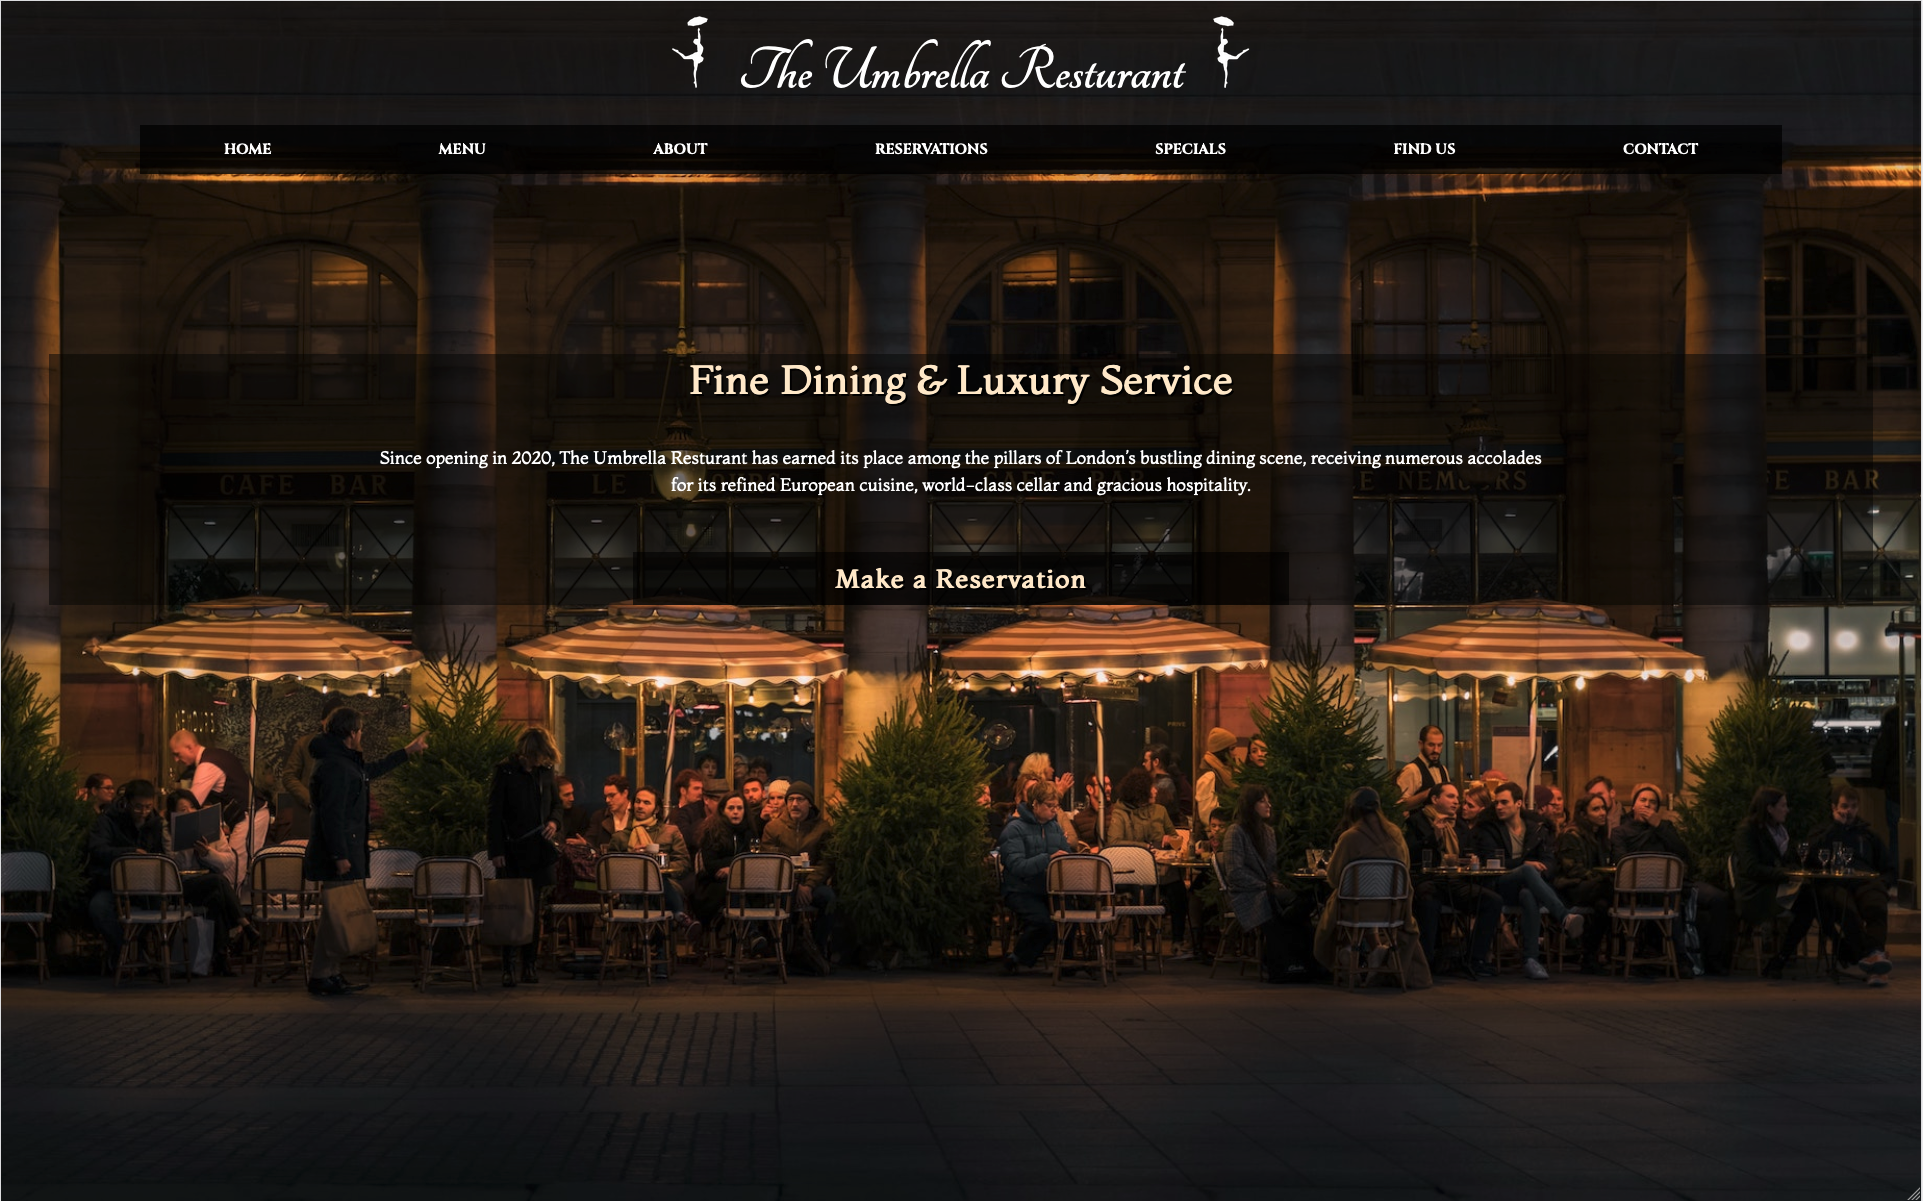 The Umbrella Resturant
HOME MENU ABOUT RESERVATIONS SPECIALS FIND US CONTACT
Fine Dining & Luxury Service
Since opening in 2020, The Umbrella Resturant has earned its place among the pillars of London’s bustling dining scene, receiving numerous accolades
for its refined European cuisine, world-class cellar and gracious hospitality.
CAFE BAR
LE
BAR
Make a Reservation
PRIVE